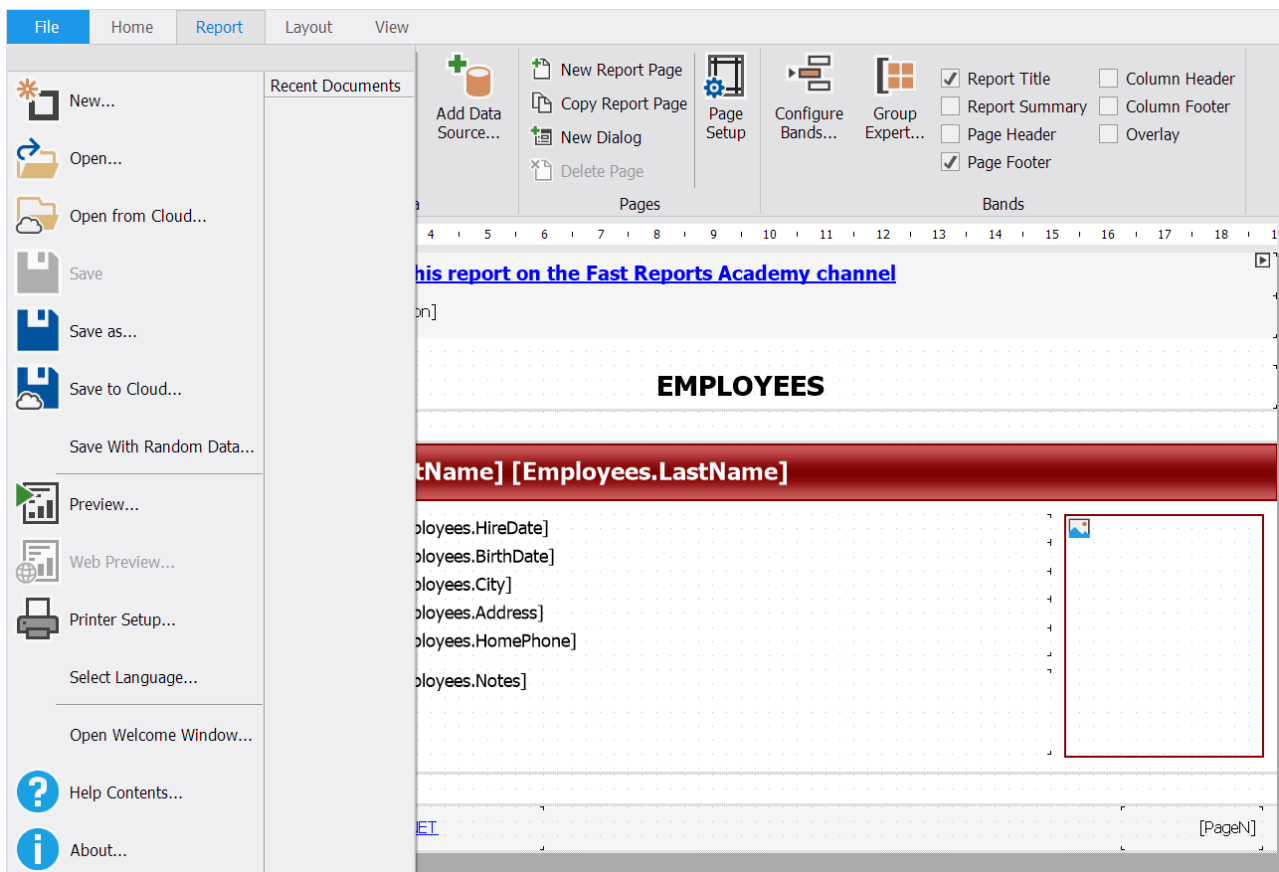 File Home Report Layout View
New...
Open...
Open from Cloud...
Save
Save as...
Save to Cloud...
Save With Random Data...
Preview...
Web Preview...
Printer Setup...
Select Language...
Open Welcome Window...
Help Contents...
About...
Recent Documents
Add Data
Source...
New Report Page
Copy Report Page
New Dialog
Delete Page
Page
Setup
Pages
Configure
Bands...
Group
Expert...
Report Title
Report Summary
Page Header
Page Footer
Column Header
Column Footer
Overlay
Bands
4 5 6 7 8 9 10 11 12 13 14 15 16 17 18
his report on the Fast Reports Academy channel
on]
EMPLOYEES
tName] [Employees.LastName]
ployees.HireDate]
ployees.BirthDate]
ployees.City]
ployees.Address]
ployees.HomePhone]
ployees.Notes]
NET
[PageN]